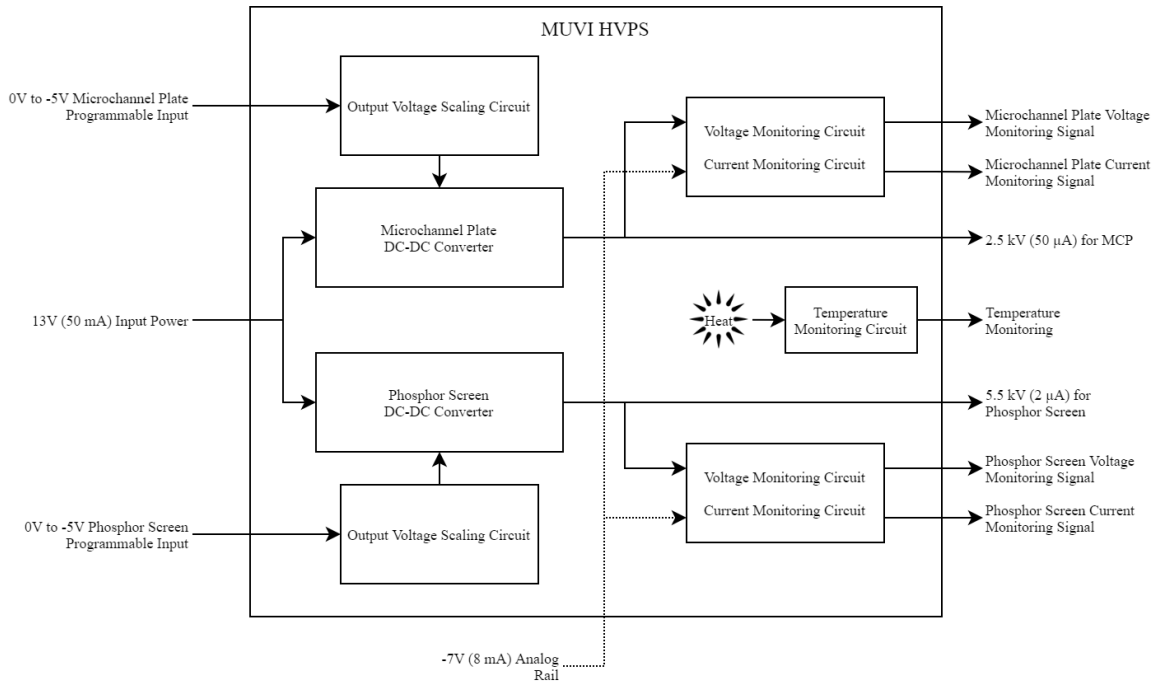 MUVI HVPS
0V to -5V Microchannel Plate
Programmable Input
Output Voltage Scaling Circuit
Voltage Monitoring Circuit
Current Monitoring Circuit
Microchannel Plate Voltage
Monitoring Signal
Microchannel Plate Current
Monitoring Signal
Microchannel Plate
DC-DC Converter
2.5 kV (50 μA) for MCP
13V (50 mA) Input Power
Heat
Temperature
Monitoring Circuit
Temperature
Monitoring
Phosphor Screen
DC-DC Converter
5.5 kV (2 μA) for
Phosphor Screen
Voltage Monitoring Circuit
Current Monitoring Circuit
Phosphor Screen Voltage
Monitoring Signal
Phosphor Screen Current
Monitoring Signal
0V to -5V Phosphor Screen
Programmable Input
Output Voltage Scaling Circuit
-7V (8 mA) Analog
Rail